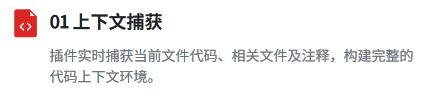 01 上下文捕获
插件实时捕获当前文件代码、相关文件及注释，构建完整的
代码上下文环境。